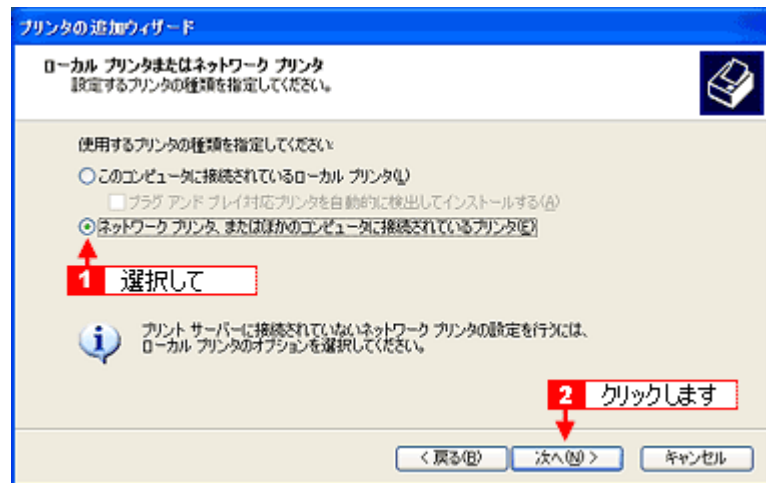 プリンタの追加ウィザード
ローカル プリンタまたはネットワーク プリンタ
設定するプリンタの種類を指定してください。
使用するプリンタの種類を指定してください:
このコンピュータに接続されているローカル プリンタ(L)
プラグ アンド プレイ対応プリンタを自動的に検出してインストールする(A)
ネットワーク プリンタ、またはほかのコンピュータに接続されているプリンタ(E)
1 選択して
プリント サーバーに接続されていないネットワーク プリンタの設定を行うには、
ローカル プリンタのオプションを選択してください。
2 クリックします
< 戻る(B) 次へ(N) > キャンセル